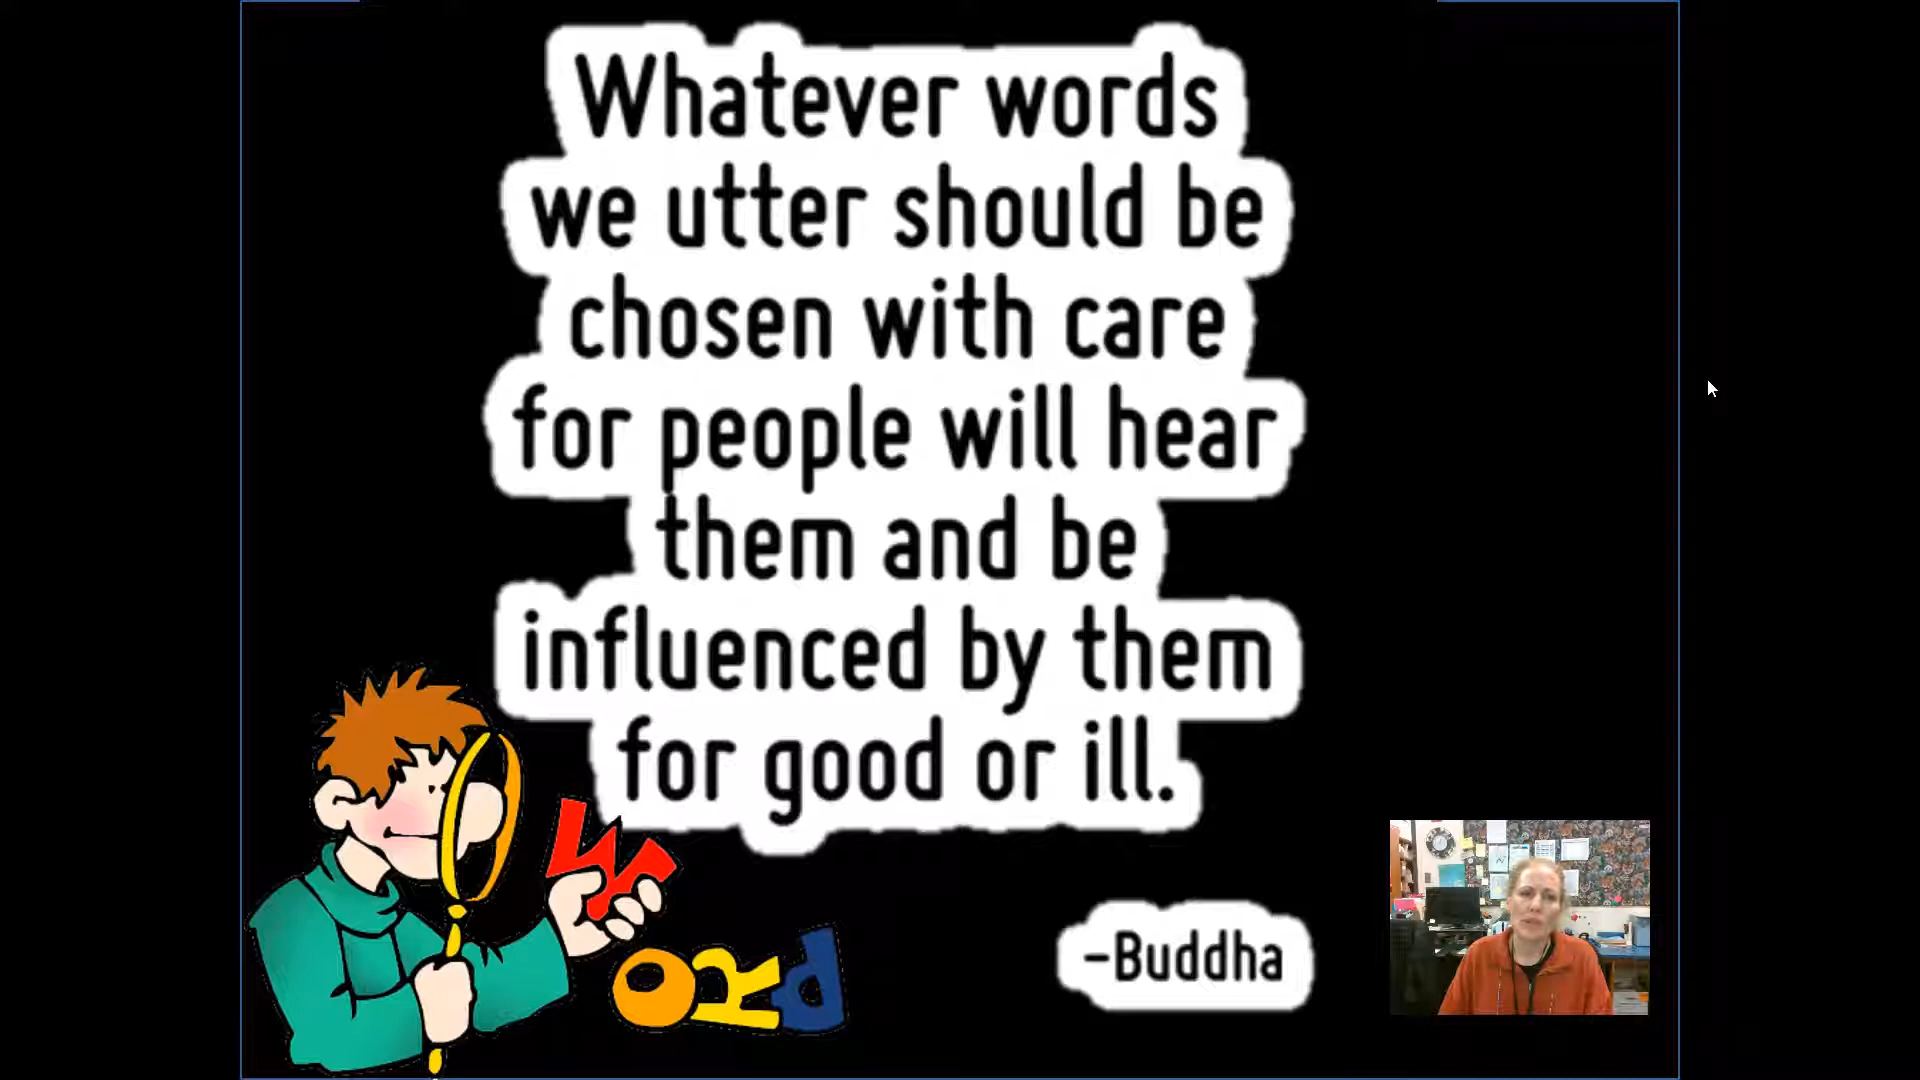 Whatever words
we utter should be
chosen with care
for people will hear
them and be
influenced by them
for good or ill.
-Buddha
WORd